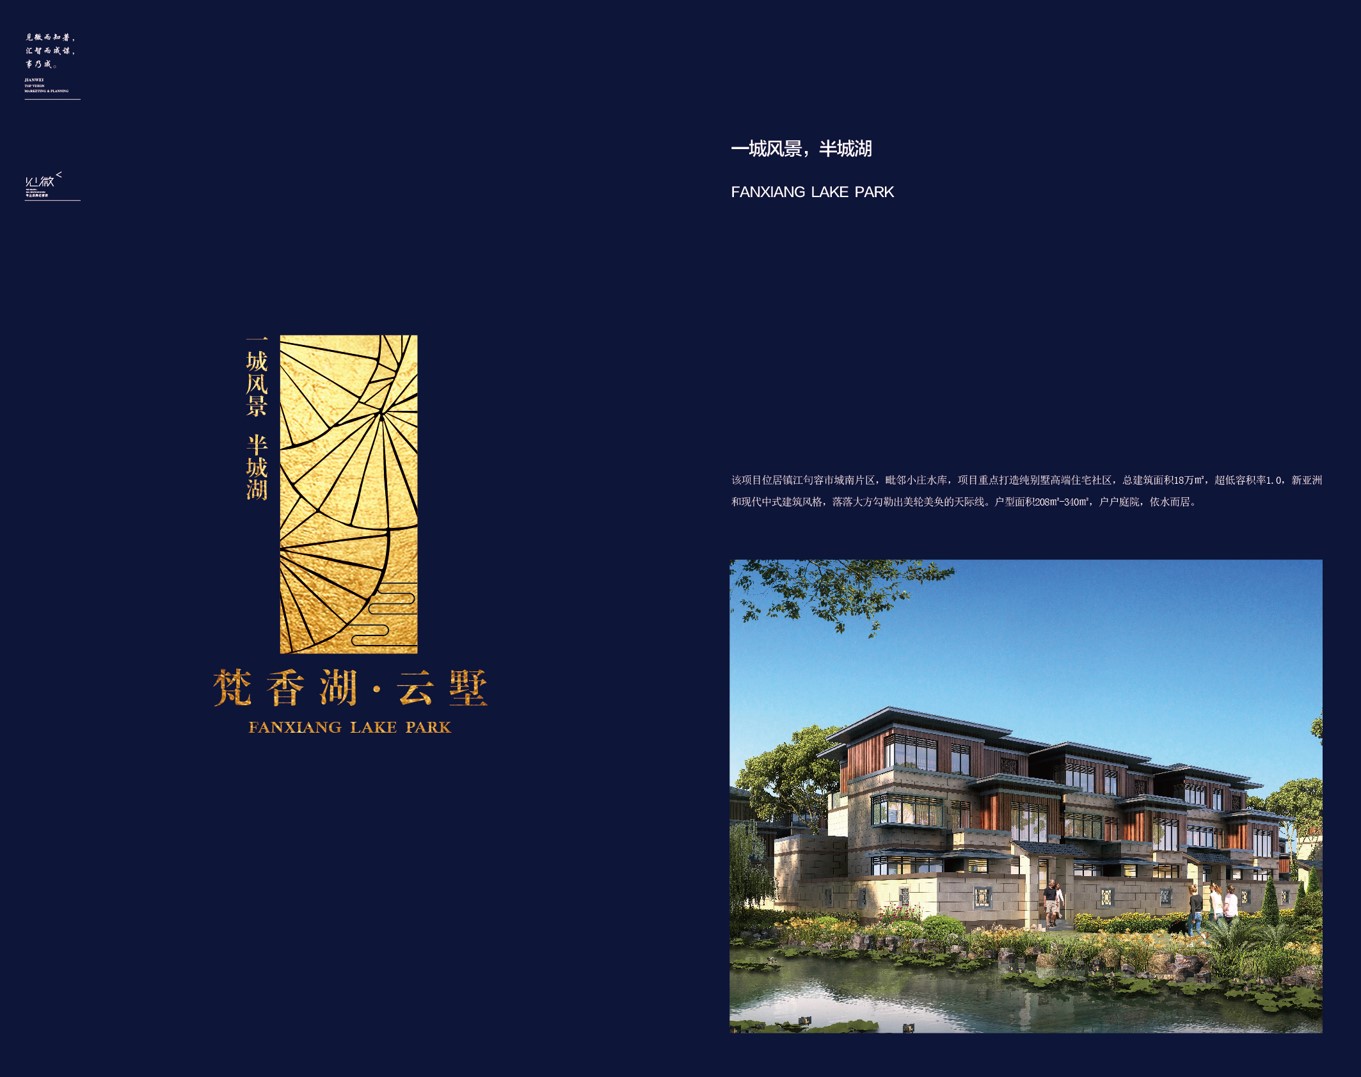 见微而知著，
汇智而成谋，
事乃成。
JIANWEI
TOP VISION
MARKETING & PLANNING
见微
一城风景 半城湖
梵香湖·云墅
FANXIANG LAKE PARK
一城风景，半城湖
FANXIANG LAKE PARK
该项目位居镇江句容市城南片区，毗邻小庄水库，项目重点打造纯别墅高端住宅社区，总建筑面积18万㎡，超低容积率1.0，新亚洲
和现代中式建筑风格，落落大方勾勒出美轮美奂的天际线。户型面积208㎡-340㎡，户户庭院，依水而居。